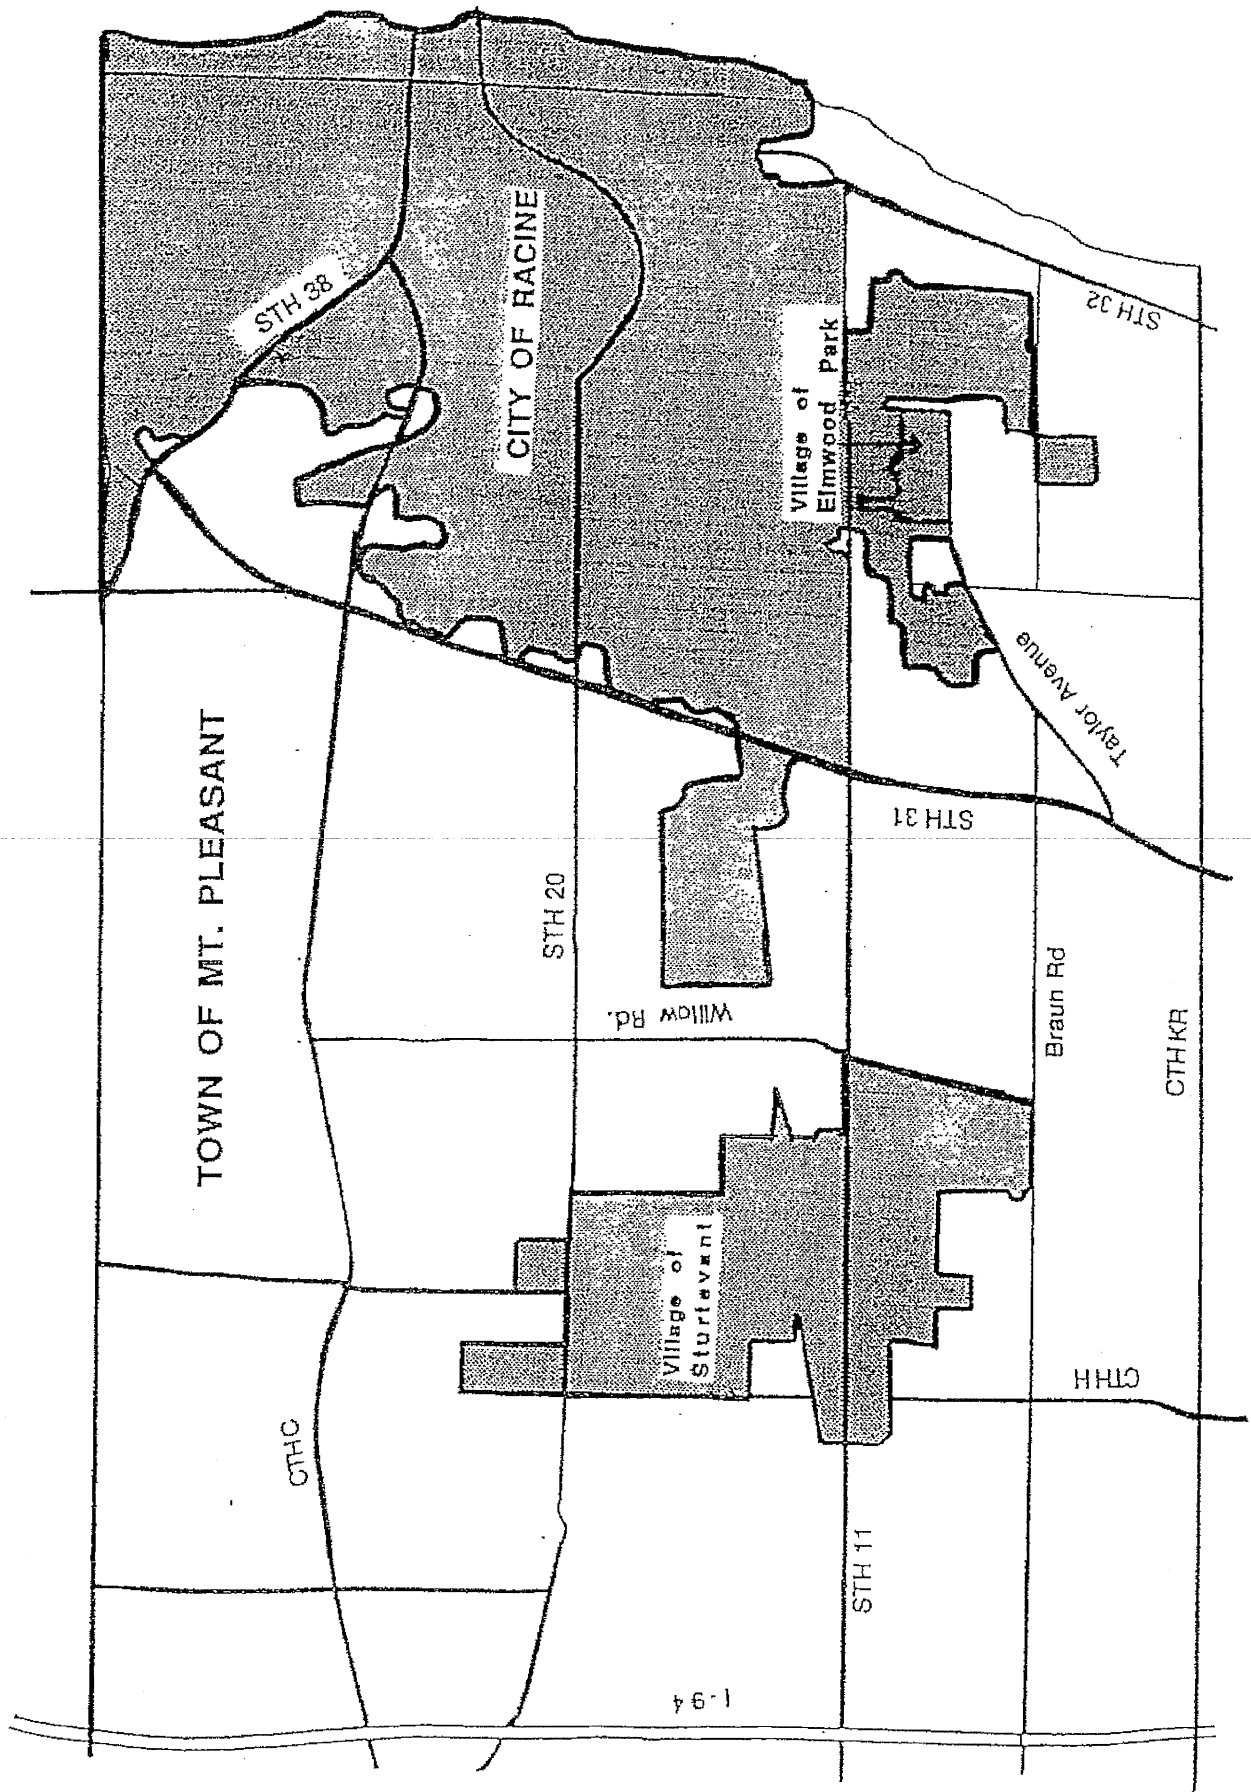 TOWN OF MT. PLEASANT
CITY OF RACINE
STH 38
Village of
Elmwood Park
STH 32
Taylor Avenue
STH 31
STH 20
Willow Rd.
Braun Rd
CTH KR
Village of
Sturtevant
CTH H
CTH C
STH 11
I-94